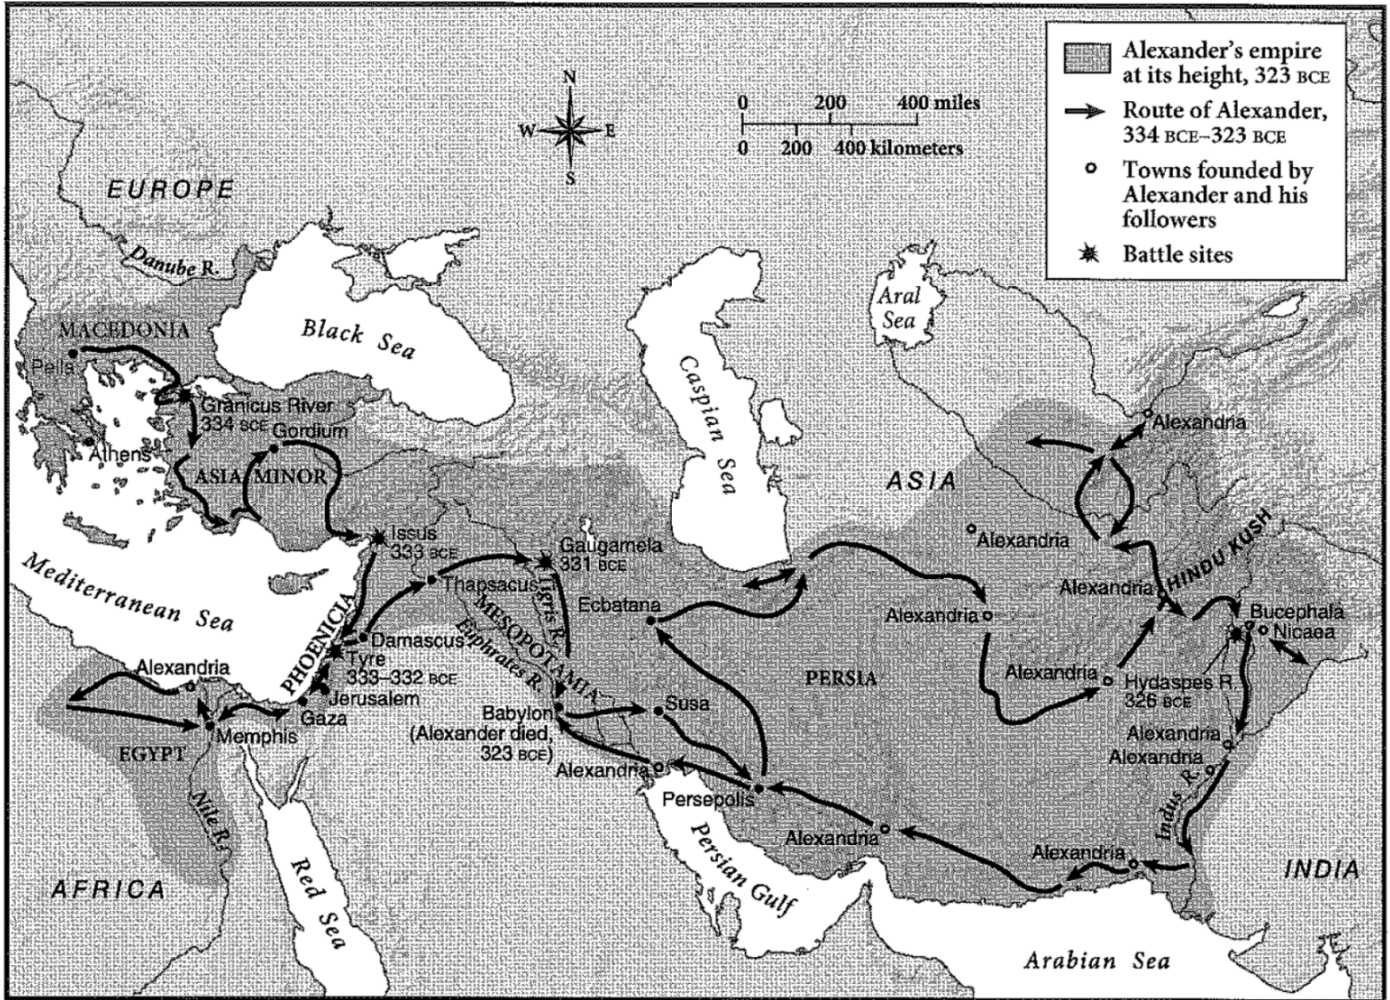 Alexander's empire
at its height, 323 BCE
Route of Alexander,
334 BCE–323 BCE
Towns founded by
Alexander and his
followers
Battle sites
N
W E
S
0 200 400 miles
0 200 400 kilometers
EUROPE
Danube R.
MACEDONIA
Pella
Black Sea
Aral
Sea
Caspian Sea
Granicus River
334 BCE
Gordium
Athens
ASIA MINOR
ASIA
Alexandria
Alexandria
Issus
333 BCE
Gaugamela
331 BCE
HINDU KUSH
Mediterranean Sea
Thapsacus
Tigris R.
MESOPOTAMIA
Euphrates R.
Ecbatana
Alexandria
Alexandria
Bucephala
Nicaea
PHOENICIA
Damascus
Tyre
333–332 BCE
Jerusalem
Gaza
Alexandria
Memphis
EGYPT
Nile R.
PERSIA
Alexandria
Hydaspes R.
326 BCE
Babylon
(Alexander died,
323 BCE)
Susa
Alexandria
Persepolis
Alexandria
Alexandria
Indus R.
Alexandria
Alexandria
Persian Gulf
AFRICA
Red Sea
INDIA
Arabian Sea